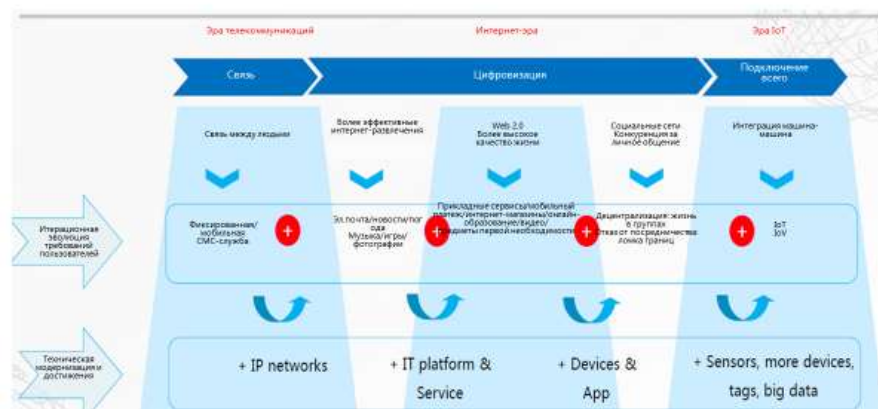 Эра телекоммуникаций
Интернет-эра
Эра IoT
Связь
Цифровизация
Подключение
всего
Связь между людьми
Более эффективные
интернет-развлечения
Web 2.0
Более высокое
качество жизни
Социальные сети
Конкуренция за
личное общение
Интеграция машина-
машина
Итерационная
эволюция
требований
пользователей
Фиксированная/
мобильная
СМС-служба
Эл.почта/новости/пог
ода
Музыка/игры/
фотографии
Прикладные сервисы/мобильный
платеж/интернет-магазины/онлайн-
образование/видео/
предметы первой необходимости
Децентрализация: жизнь
в группах
Отказ от посредничества
ломка границ
IoT
IoV
Техническая
модернизация и
достижения
+ IP networks
+ IT platform &
Service
+ Devices &
App
+ Sensors, more devices,
tags, big data